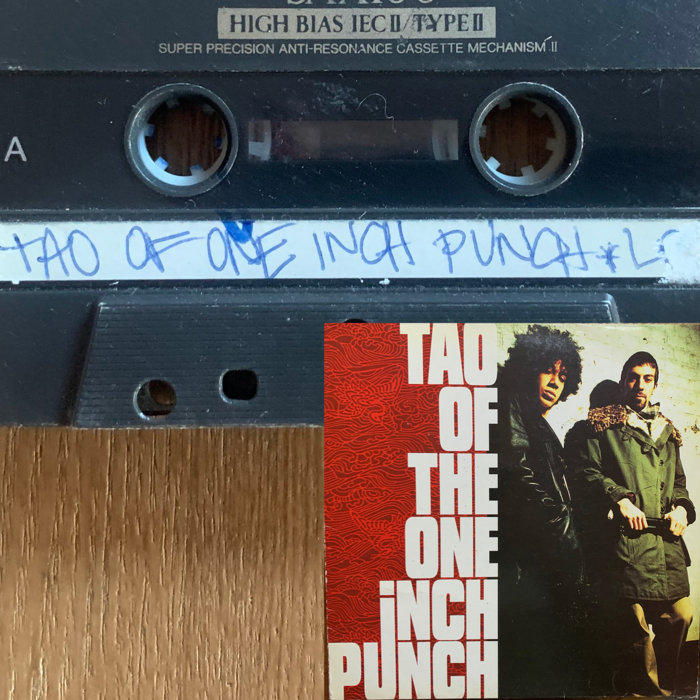 HIGH BIAS IEC II/TYPE II
SUPER PRECISION ANTI-RESONANCE CASSETTE MECHANISM II
A
TAO OF ONE INCH PUNCH *
TAO
OF
THE
ONE
iNCH
PUNCH